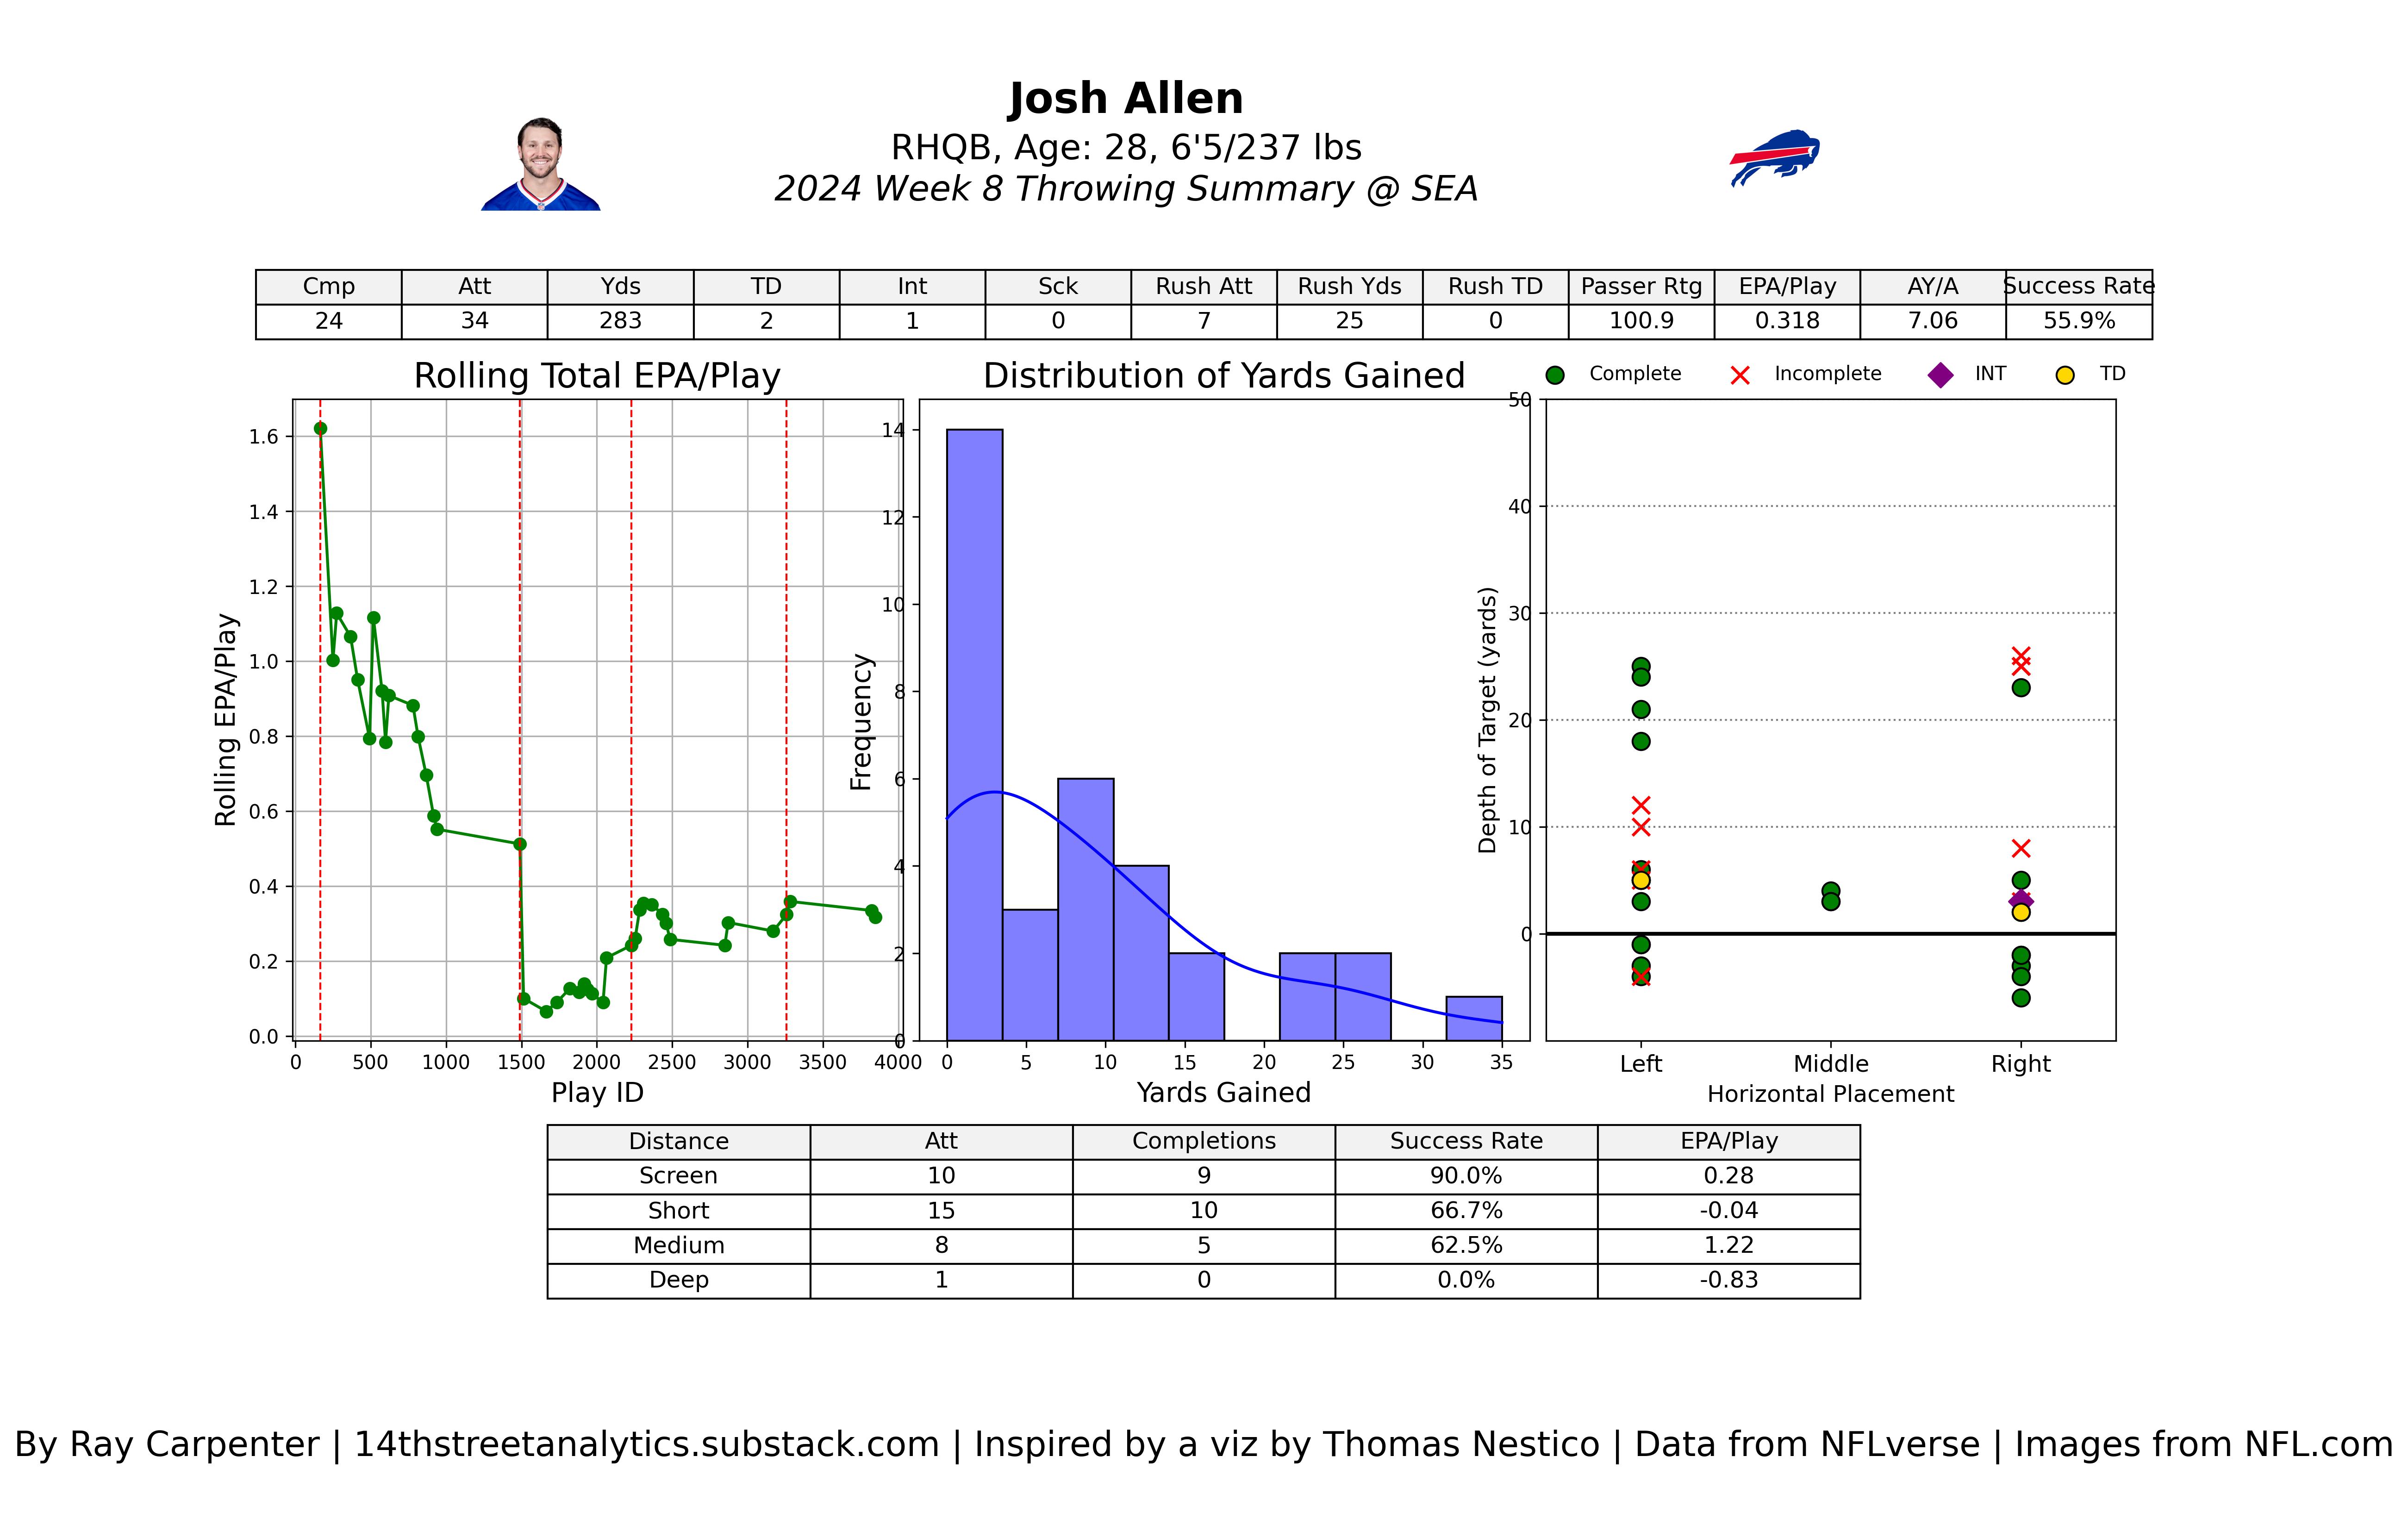 Josh Allen
RHQB, Age: 28, 6'5/237 lbs
2024 Week 8 Throwing Summary @ SEA
Cmp Att Yds TD Int Sck Rush Att Rush Yds Rush TD Passer Rtg EPA/Play AY/A Success Rate
24 34 283 2 1 0 7 25 0 100.9 0.318 7.06 55.9%
Rolling Total EPA/Play
1.6
1.4
1.2
1.0
0.8
0.6
0.4
0.2
0.0
Rolling EPA/Play
0 500 1000 1500 2000 2500 3000 3500 4000
Play ID
Distribution of Yards Gained
14
12
10
8
6
4
2
0
Frequency
0 5 10 15 20 25 30 35
Yards Gained
Complete Incomplete INT TD
50
40
30
20
10
0
Depth of Target (yards)
Left Middle Right
Horizontal Placement
Distance Att Completions Success Rate EPA/Play
Screen 10 9 90.0% 0.28
Short 15 10 66.7% -0.04
Medium 8 5 62.5% 1.22
Deep 1 0 0.0% -0.83
By Ray Carpenter | 14thstreetanalytics.substack.com | Inspired by a viz by Thomas Nestico | Data from NFLverse | Images from NFL.com